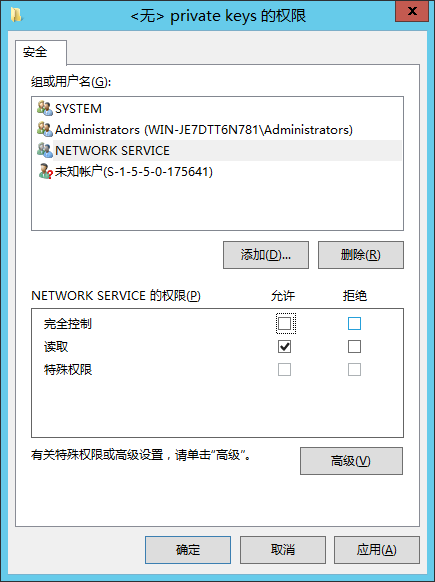 <无> private keys 的权限
X
安全
组或用户名(G):
SYSTEM
Administrators (WIN-JE7DTT6N781\Administrators)
NETWORK SERVICE
未知帐户(S-1-5-5-0-175641)
添加(D)... 删除(R)
NETWORK SERVICE 的权限(P) 允许 拒绝
完全控制
读取
特殊权限
有关特殊权限或高级设置，请单击"高级"。
高级(V)
确定 取消 应用(A)